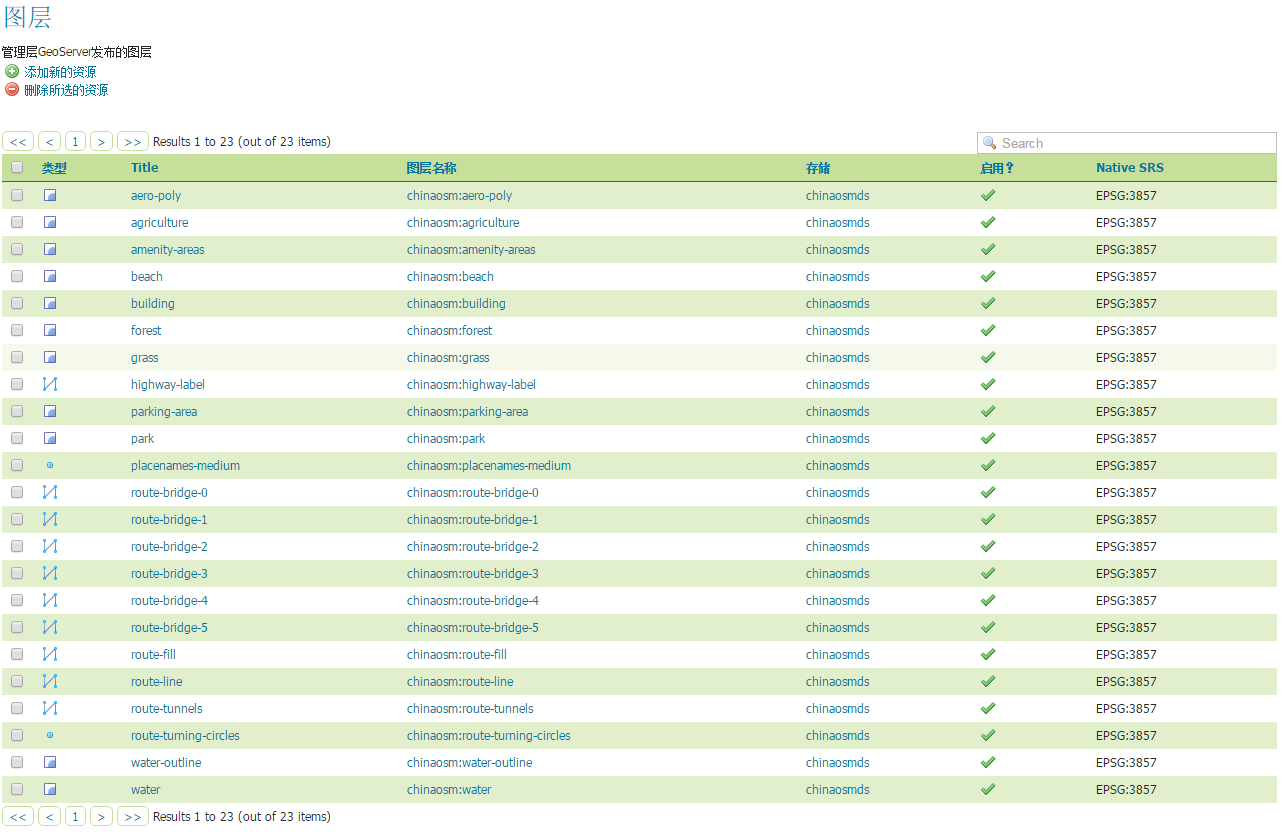 图层
管理层GeoServer发布的图层
添加新的资源
删除所选的资源
<< < 1 > >> Results 1 to 23 (out of 23 items) Search
类型 Title 图层名称 存储 启用? Native SRS
aero-poly chinaosm:aero-poly chinaosmds EPSG:3857
agriculture chinaosm:agriculture chinaosmds EPSG:3857
amenity-areas chinaosm:amenity-areas chinaosmds EPSG:3857
beach chinaosm:beach chinaosmds EPSG:3857
building chinaosm:building chinaosmds EPSG:3857
forest chinaosm:forest chinaosmds EPSG:3857
grass chinaosm:grass chinaosmds EPSG:3857
highway-label chinaosm:highway-label chinaosmds EPSG:3857
parking-area chinaosm:parking-area chinaosmds EPSG:3857
park chinaosm:park chinaosmds EPSG:3857
placenames-medium chinaosm:placenames-medium chinaosmds EPSG:3857
route-bridge-0 chinaosm:route-bridge-0 chinaosmds EPSG:3857
route-bridge-1 chinaosm:route-bridge-1 chinaosmds EPSG:3857
route-bridge-2 chinaosm:route-bridge-2 chinaosmds EPSG:3857
route-bridge-3 chinaosm:route-bridge-3 chinaosmds EPSG:3857
route-bridge-4 chinaosm:route-bridge-4 chinaosmds EPSG:3857
route-bridge-5 chinaosm:route-bridge-5 chinaosmds EPSG:3857
route-fill chinaosm:route-fill chinaosmds EPSG:3857
route-line chinaosm:route-line chinaosmds EPSG:3857
route-tunnels chinaosm:route-tunnels chinaosmds EPSG:3857
route-turning-circles chinaosm:route-turning-circles chinaosmds EPSG:3857
water-outline chinaosm:water-outline chinaosmds EPSG:3857
water chinaosm:water chinaosmds EPSG:3857
<< < 1 > >> Results 1 to 23 (out of 23 items)